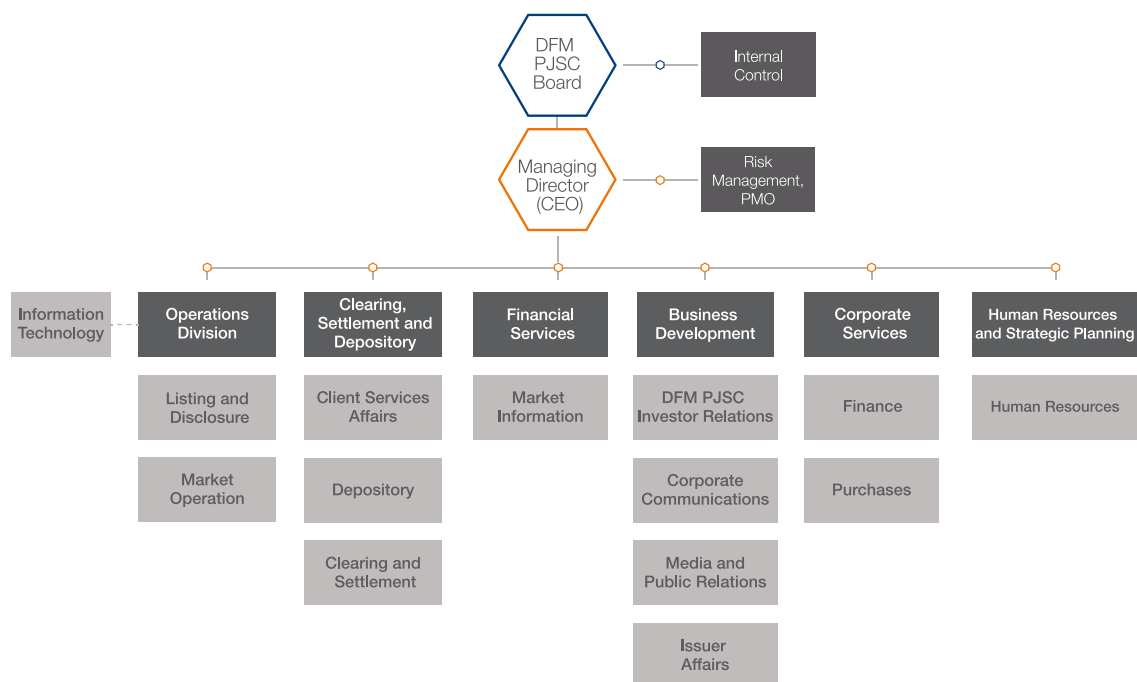 DFM
PJSC
Board
Internal
Control
Managing
Director
(CEO)
Risk
Management,
PMO
Information
Technology
Operations
Division
Clearing,
Settlement and
Depository
Financial
Services
Business
Development
Corporate
Services
Human Resources
and Strategic Planning
Listing and
Disclosure
Client Services
Affairs
Market
Information
DFM PJSC
Investor Relations
Finance
Human Resources
Market
Operation
Depository
Corporate
Communications
Purchases
Clearing and
Settlement
Media and
Public Relations
Issuer
Affairs